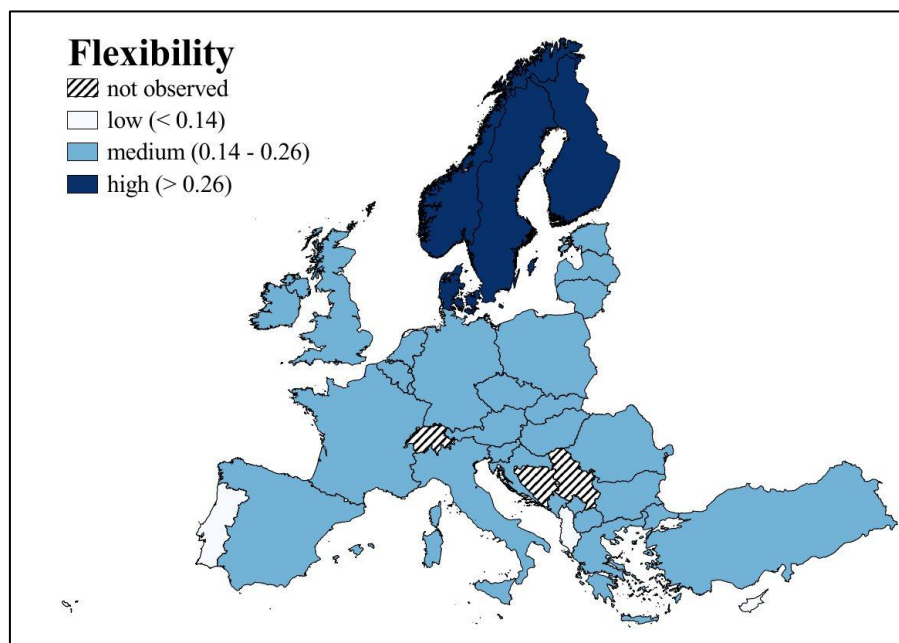 Flexibility
not observed
low (< 0.14)
medium (0.14 - 0.26)
high (> 0.26)